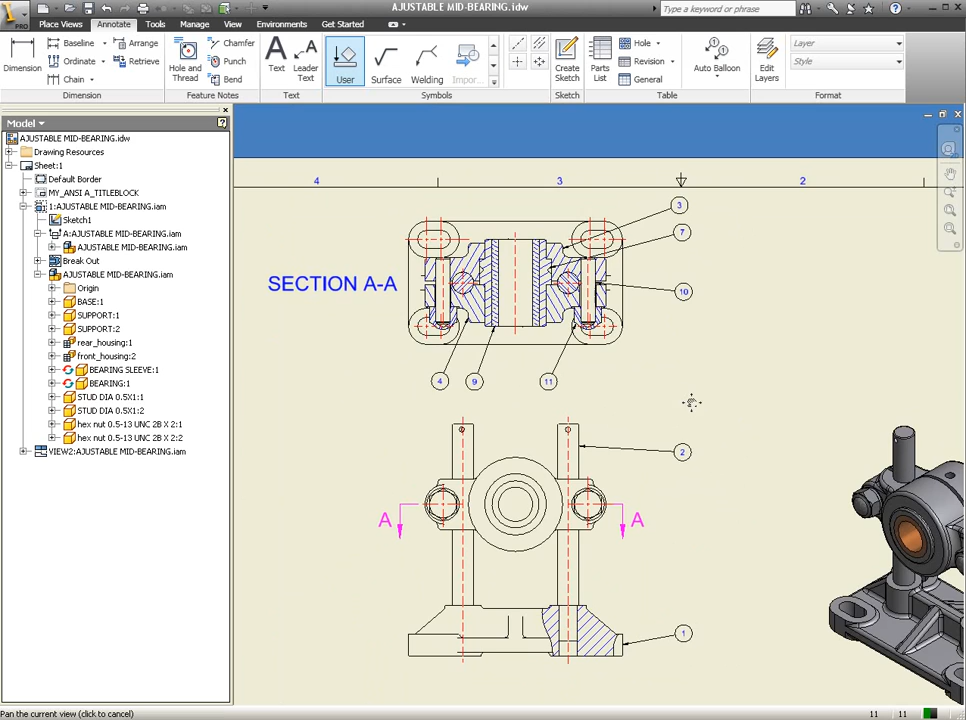 AJUSTABLE MID-BEARING.idw
Type a keyword or phrase
PRO
Place Views
Annotate
Tools
Manage
View
Environments
Get Started
Dimension
Baseline
Ordinate
Chain
Arrange
Retrieve
Dimension
Hole and Thread
Chamfer
Punch
Bend
Feature Notes
Text
Leader Text
Text
User
Surface
Welding
Impor...
Symbols
Create Sketch
Sketch
Parts List
Hole
Revision
General
Table
Auto Balloon
Edit Layers
Layer
Style
Format
Model
AJUSTABLE MID-BEARING.idw
Drawing Resources
Sheet:1
Default Border
MY_ANSI A_TITLEBLOCK
1:AJUSTABLE MID-BEARING.iam
Sketch1
A:AJUSTABLE MID-BEARING.iam
AJUSTABLE MID-BEARING.iam
Break Out
AJUSTABLE MID-BEARING.iam
Origin
BASE:1
SUPPORT:1
SUPPORT:2
rear_housing:1
front_housing:2
BEARING SLEEVE:1
BEARING:1
STUD DIA 0.5X1:1
STUD DIA 0.5X1:2
hex nut 0.5-13 UNC 2B X 2:1
hex nut 0.5-13 UNC 2B X 2:2
VIEW2:AJUSTABLE MID-BEARING.iam
4
3
2
3
7
SECTION A-A
10
4
9
11
2
A
A
1
Pan the current view (click to cancel)
11
11